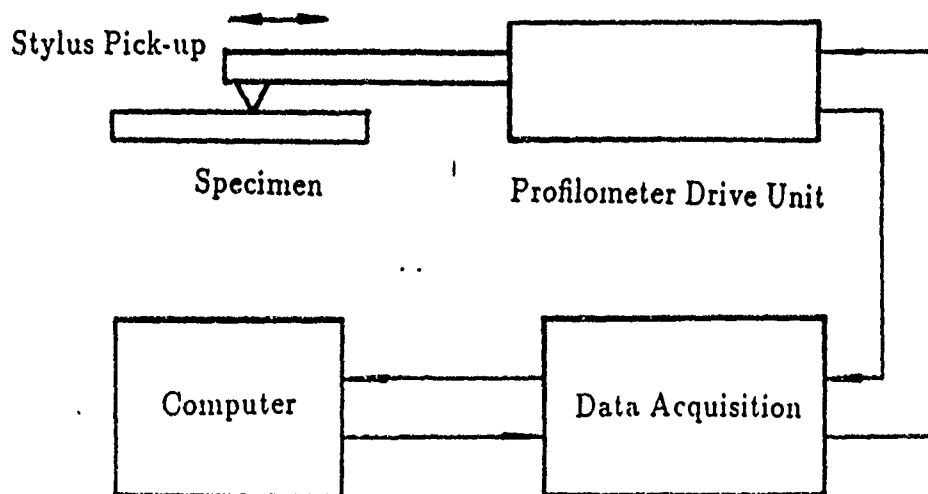 Stylus Pick-up
Specimen
Profilometer Drive Unit
Computer
Data Acquisition